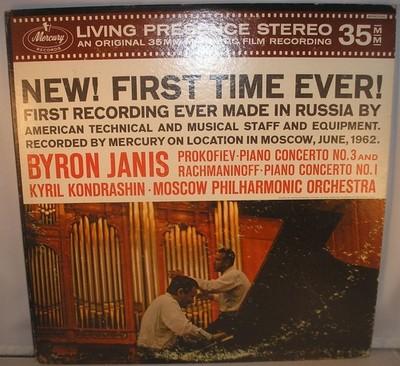 LIVING PRESENCE STEREO 35MM
Mercury
RECORDS
AN ORIGINAL 35MM MAGNETIC FILM RECORDING
NEW! FIRST TIME EVER!
FIRST RECORDING EVER MADE IN RUSSIA BY
AMERICAN TECHNICAL AND MUSICAL STAFF AND EQUIPMENT.
RECORDED BY MERCURY ON LOCATION IN MOSCOW, JUNE, 1962.
BYRON JANIS PROKOFIEV·PIANO CONCERTO NO.3 AND
RACHMANINOFF·PIANO CONCERTO NO.1
KYRIL KONDRASHIN·MOSCOW PHILHARMONIC ORCHESTRA